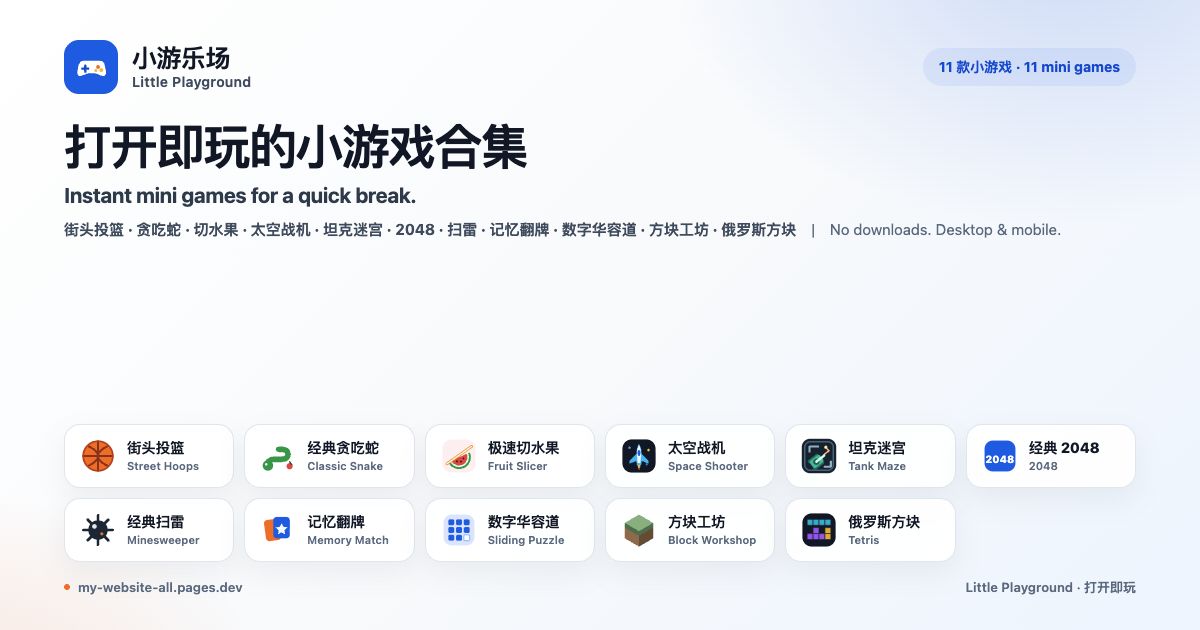 小游乐场
Little Playground
11 款小游戏 · 11 mini games
打开即玩的小游戏合集
Instant mini games for a quick break.
街头投篮 · 贪吃蛇 · 切水果 · 太空战机 · 坦克迷宫 · 2048 · 扫雷 · 记忆翻牌 · 数字华容道 · 方块工坊 · 俄罗斯方块 | No downloads. Desktop & mobile.
街头投篮
Street Hoops
经典贪吃蛇
Classic Snake
极速切水果
Fruit Slicer
太空战机
Space Shooter
坦克迷宫
Tank Maze
2048
经典 2048
2048
经典扫雷
Minesweeper
记忆翻牌
Memory Match
数字华容道
Sliding Puzzle
方块工坊
Block Workshop
俄罗斯方块
Tetris
my-website-all.pages.dev
Little Playground · 打开即玩